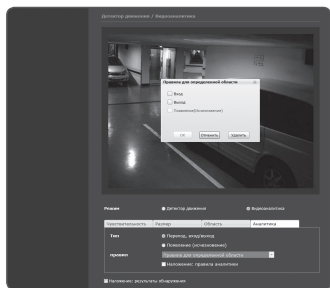 Детектор движения / Видеоаналитика
Правило для определенной области
Вход
Выход
Появление(Исчезновение)
OK
Отменить
Удалить
Режим
Детектор движения
Видеоаналитика
Чувствительность
Размер
Область
Аналитика
Тип
Переход, вход/выход
Появление (исчезновение)
правило
Правило для определенной области
Наложение: правила аналитики
Наложение: результаты обнаружения